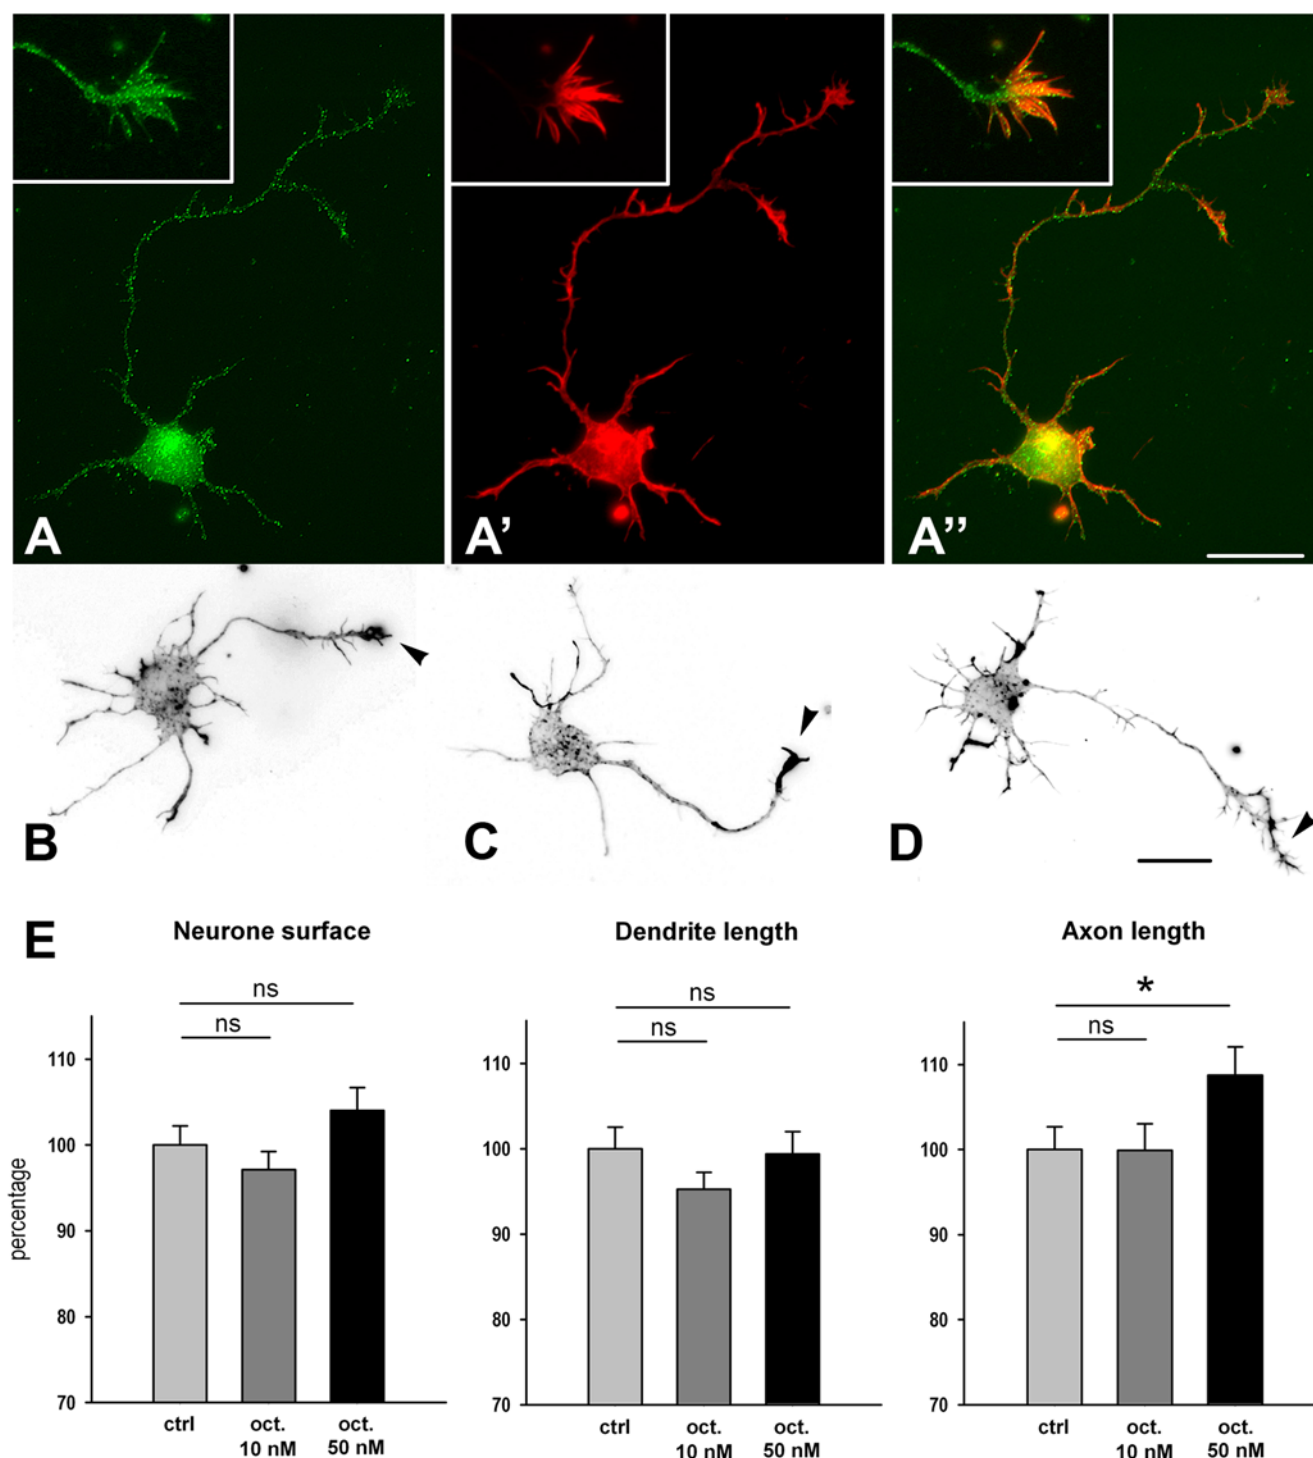 A A' A''
B C D
E Neurone surface Dendrite length Axon length
ns ns *
ns ns ns
percentage
110 110 110
100 100 100
90 90 90
80 80 80
70 70 70
ctrl oct. oct. ctrl oct. oct. ctrl oct. oct.
10 nM 50 nM 10 nM 50 nM 10 nM 50 nM